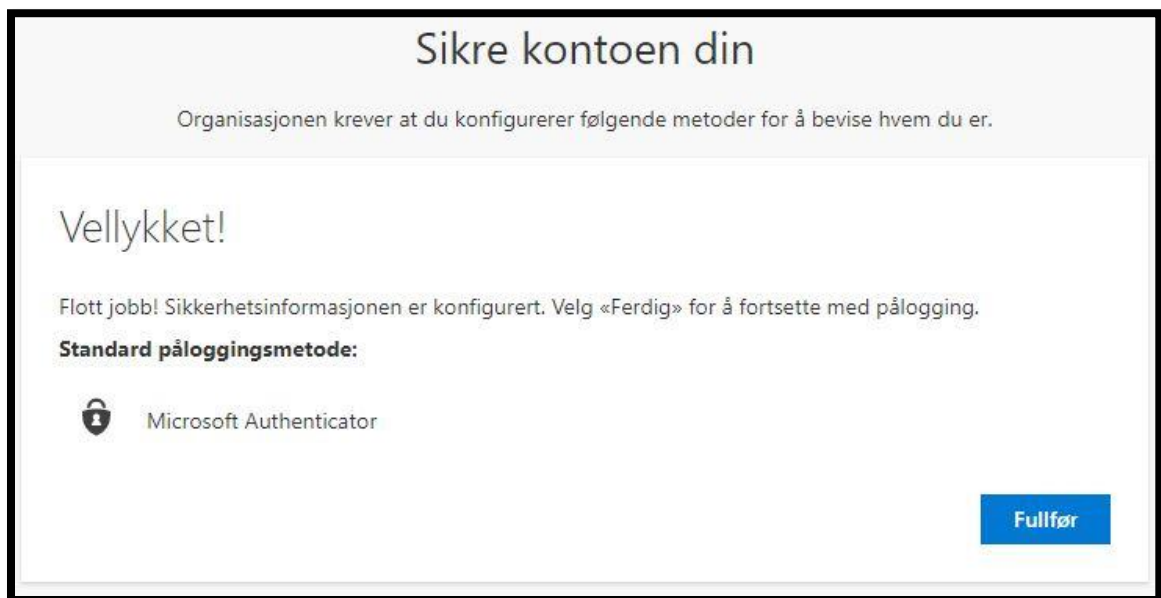 Sikre kontoen din
Organisasjonen krever at du konfigurerer følgende metoder for å bevise hvem du er.
Vellykket!
Flott jobb! Sikkerhetsinformasjonen er konfigurert. Velg «Ferdig» for å fortsette med pålogging.
Standard påloggingsmetode:
Microsoft Authenticator
Fullfør